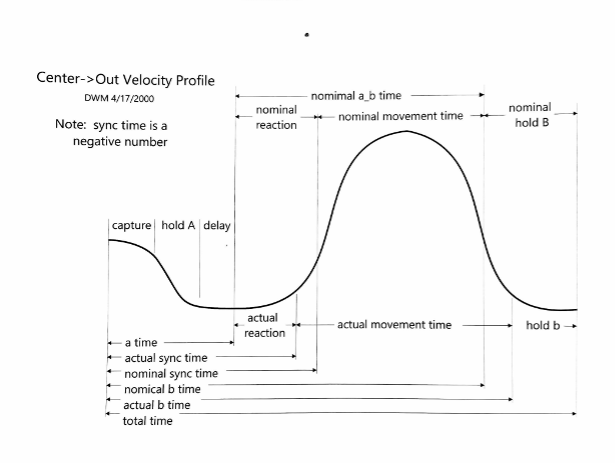 Center->Out Velocity Profile
DWM 4/17/2000
Note: sync time is a
negative number
nomimal a_b time
nominal
reaction
nominal movement time
nominal
hold B
capture
hold A
delay
actual
reaction
actual movement time
hold b
a time
actual sync time
nominal sync time
nomical b time
actual b time
total time